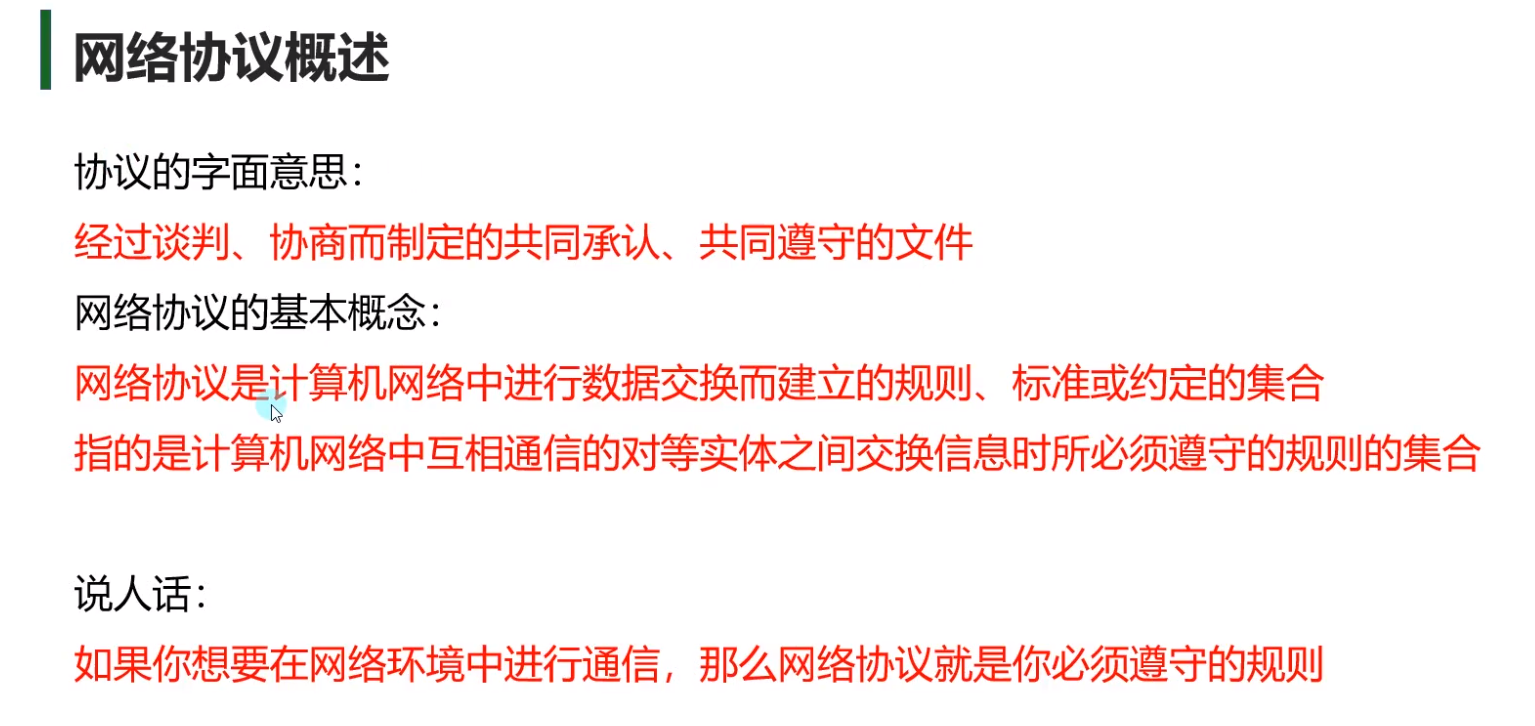 网络协议概述
协议的字面意思：
经过谈判、协商而制定的共同承认、共同遵守的文件
网络协议的基本概念：
网络协议是计算机网络中进行数据交换而建立的规则、标准或约定的集合
指的是计算机网络中互相通信的对等实体之间交换信息时所必须遵守的规则的集合
说人话：
如果你想要在网络环境中进行通信，那么网络协议就是你必须遵守的规则